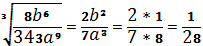 ∛(8b⁶/343a⁹) = 2b²/7a³ = 2 * 1/7 * 8 = 1/28